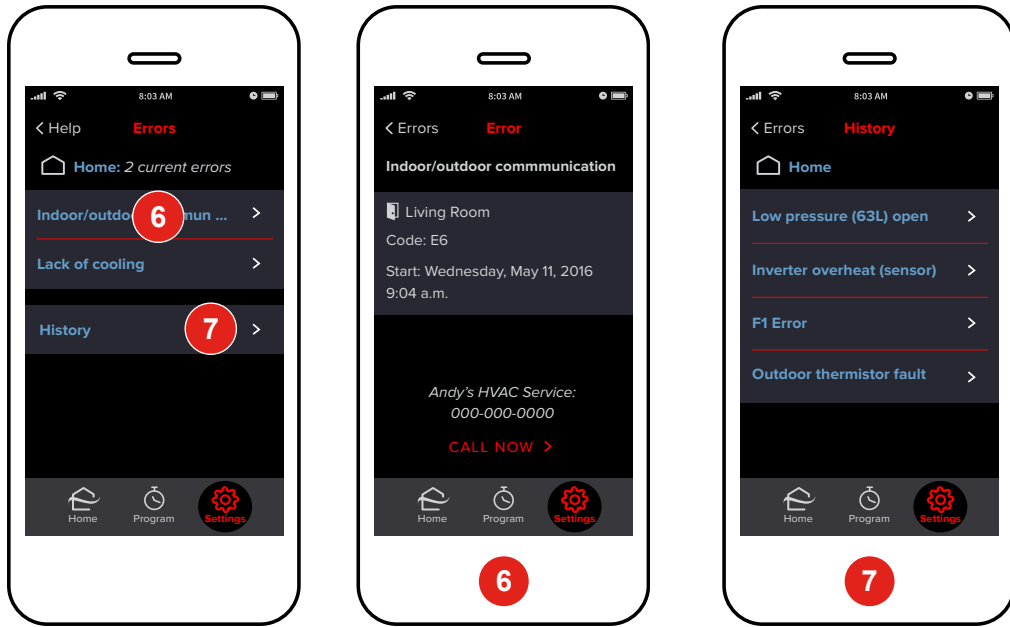 8:03 AM
Help
Errors
Home: 2 current errors
Indoor/outdo 6 mun ...
Lack of cooling
History 7
Home
Program
Settings
8:03 AM
Errors
Error
Indoor/outdoor commmunication
Living Room
Code: E6
Start: Wednesday, May 11, 2016
9:04 a.m.
Andy's HVAC Service:
000-000-0000
CALL NOW >
Home
Program
Settings
6
8:03 AM
Errors
History
Home
Low pressure (63L) open
Inverter overheat (sensor)
F1 Error
Outdoor thermistor fault
Home
Program
Settings
7